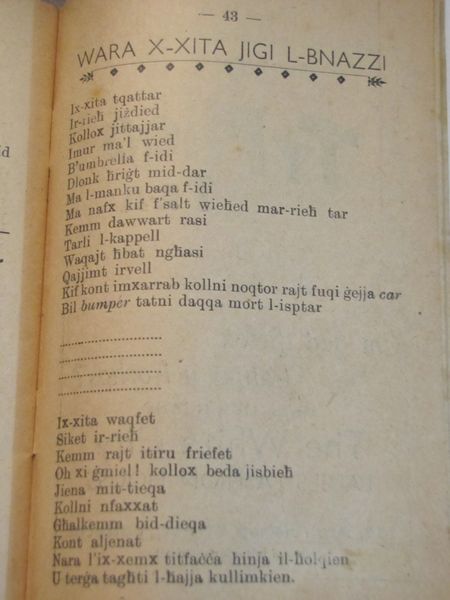 — 43 —
WARA X-XITA JIGI L-BNAZZI
Ix-xita tqattar
Ir-rieħ jiżdied
Kollox jittajjar
Imur ma'l wied
B'umbrella f-idi
Dlonk ħriġt mid-dar
Ma l-manku baqa f-idi
Ma nafx kif f'salt wieħed mar-rieħ tar
Kemm dawwart rasi
Tarli l-kappell
Waqajt ħbat ngħasi
Qajjimt irvell
Kif kont imxarrab kollni noqtor rajt fuqi ġejja car
Bil bumper tatni daqqa mort l-isptar
Ix-xita waqfet
Siket ir-rieħ
Kemm rajt itiru friefet
Oh xi ġmiel! kollox beda jisbieħ
Jiena mit-tieqa
Kollni nfaxxat
Għalkemm bid-dieqa
Kont aljenat
Nara l'ix-xemx titfaċċa hinja il-ħolqien
U terġa tagħti l-ħajja kullimkien.